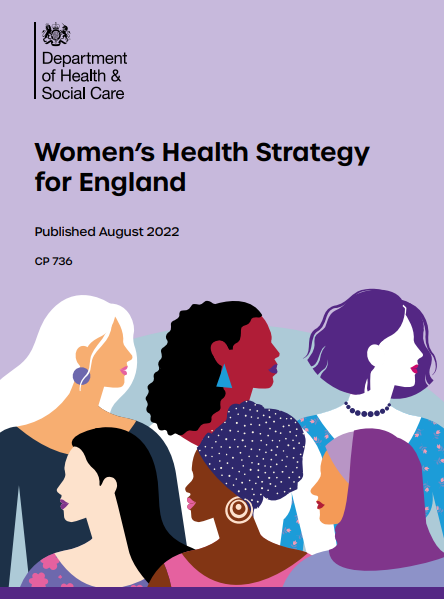 Department
of Health &
Social Care
Women's Health Strategy
for England
Published August 2022
CP 736